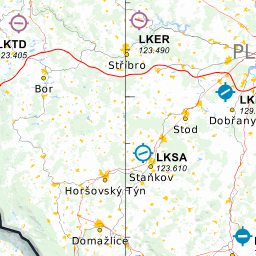 LKTD
123.405
LKER
123.490
Stříbro
Bor
Stod
Dobřany
LKSA
123.610
Staňkov
Horšovský Týn
Domažlice